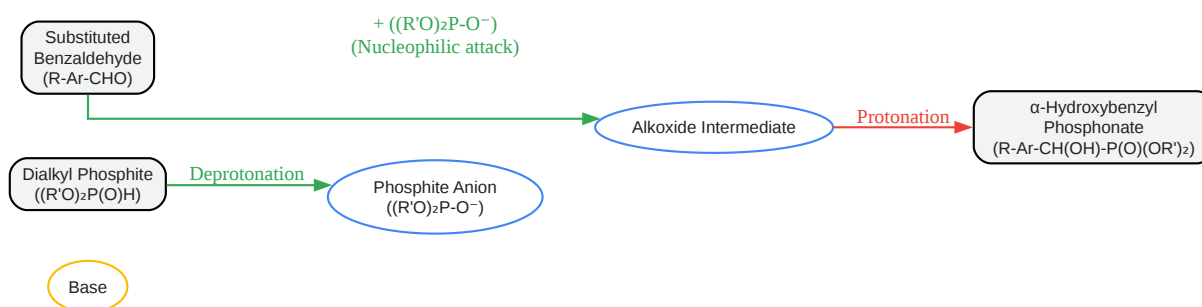 Substituted
Benzaldehyde
(R-Ar-CHO)
+ ((R'O)₂P-O⁻)
(Nucleophilic attack)
Alkoxide Intermediate
Protonation
α-Hydroxybenzyl
Phosphonate
(R-Ar-CH(OH)-P(O)(OR')₂)
Dialkyl Phosphite
((R'O)₂P(O)H)
Deprotonation
Phosphite Anion
((R'O)₂P-O⁻)
Base